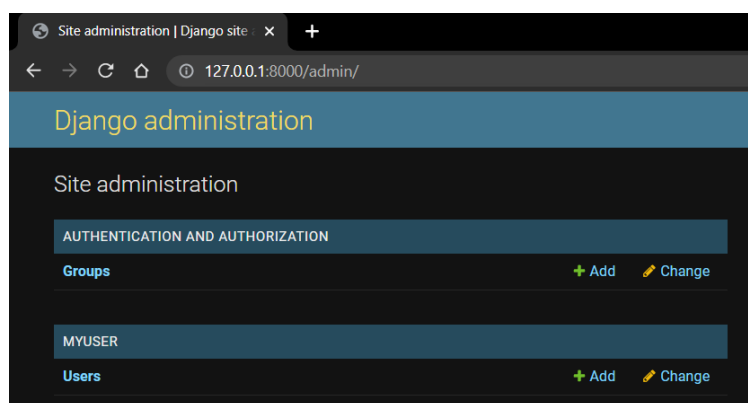 Site administration | Django site a
127.0.0.1:8000/admin/
Django administration
Site administration
AUTHENTICATION AND AUTHORIZATION
Groups Add Change
MYUSER
Users Add Change